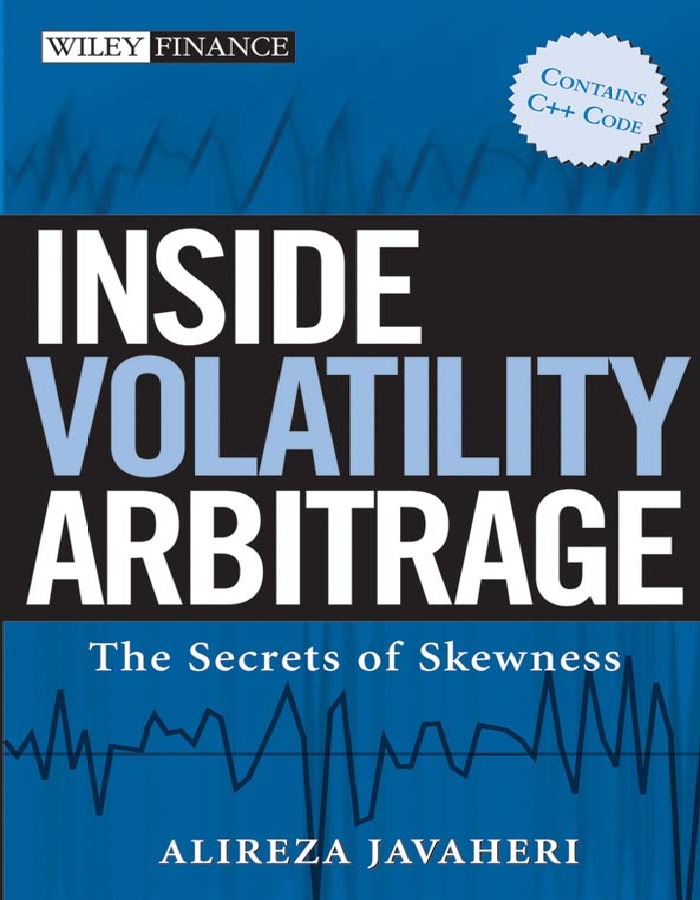 WILEY FINANCE
CONTAINS
C++ CODE
INSIDE
VOLATILITY
ARBITRAGE
The Secrets of Skewness
ALIREZA JAVAHERI